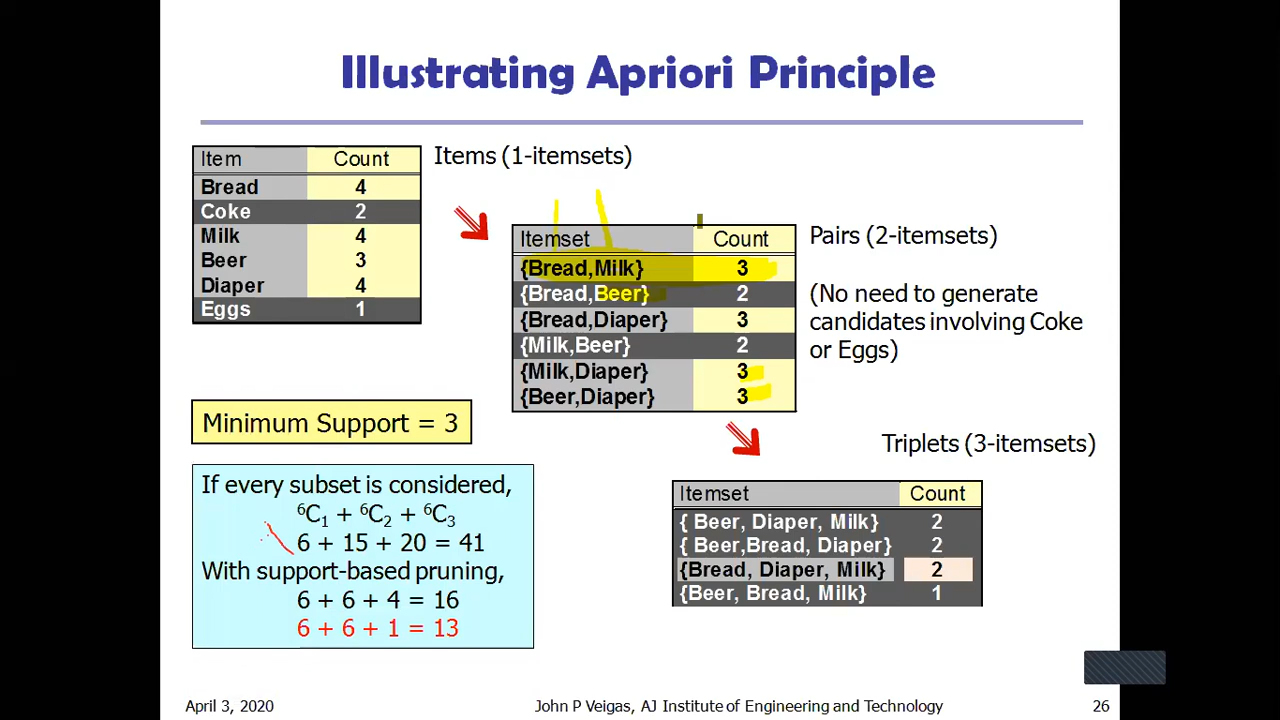 Illustrating Apriori Principle
Item Count
Bread 4
Coke 2
Milk 4
Beer 3
Diaper 4
Eggs 1
Items (1-itemsets)
Itemset Count
{Bread,Milk} 3
{Bread,Beer} 2
{Bread,Diaper} 3
{Milk,Beer} 2
{Milk,Diaper} 3
{Beer,Diaper} 3
Pairs (2-itemsets)
(No need to generate
candidates involving Coke
or Eggs)
Minimum Support = 3
If every subset is considered,
⁶C₁ + ⁶C₂ + ⁶C₃
6 + 15 + 20 = 41
With support-based pruning,
6 + 6 + 4 = 16
6 + 6 + 1 = 13
Triplets (3-itemsets)
Itemset Count
{ Beer, Diaper, Milk} 2
{ Beer,Bread, Diaper} 2
{Bread, Diaper, Milk} 2
{Beer, Bread, Milk} 1
April 3, 2020 John P Veigas, AJ Institute of Engineering and Technology 26